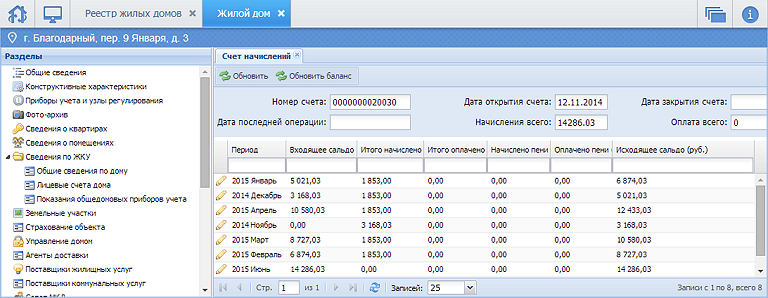 Реестр жилых домов
Жилой дом
г. Благодарный, пер. 9 Января, д. 3
Разделы
Общие сведения
Конструктивные характеристики
Приборы учета и узлы регулирования
Фото-архив
Сведения о квартирах
Сведения о помещениях
Сведения по ЖКУ
Общие сведения по дому
Лицевые счета дома
Показания общедомовых приборов учета
Земельные участки
Страхование объекта
Управление домом
Агенты доставки
Поставщики жилищных услуг
Поставщики коммунальных услуг
Счет начислений
Обновить Обновить баланс
Номер счета: 0000000020030 Дата открытия счета: 12.11.2014 Дата закрытия счета:
Дата последней операции: Начисления всего: 14286.03 Оплата всего: 0
Период Входящее сальдо Итого начислено Итого оплачено Начислено пени Оплачено пени Исходящее сальдо (руб.)
2015 Январь 5 021,03 1 853,00 0,00 0,00 0,00 6 874,03
2014 Декабрь 3 168,03 1 853,00 0,00 0,00 0,00 5 021,03
2015 Апрель 10 580,03 1 853,00 0,00 0,00 0,00 12 433,03
2014 Ноябрь 0,00 3 168,03 0,00 0,00 0,00 3 168,03
2015 Март 8 727,03 1 853,00 0,00 0,00 0,00 10 580,03
2015 Февраль 6 874,03 1 853,00 0,00 0,00 0,00 8 727,03
2015 Июнь 14 286,03 0,00 0,00 0,00 0,00 14 286,03
Стр. 1 из 1 Записей: 25 Записи с 1 по 8, всего 8